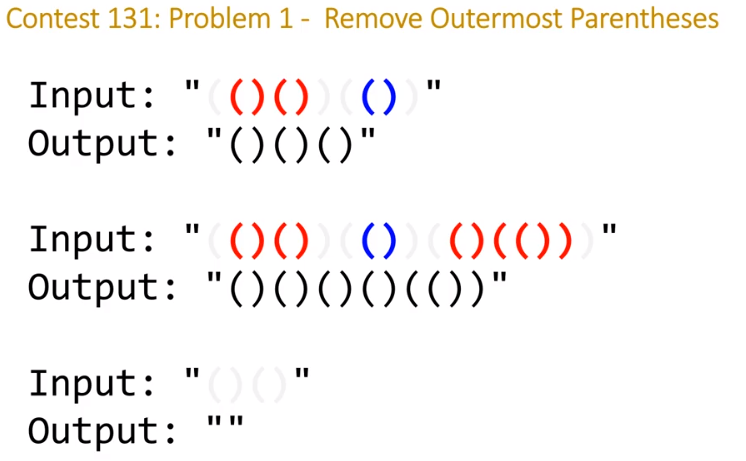 Contest 131: Problem 1 - Remove Outermost Parentheses
Input: "(()())(())"
Output: "()()()"
Input: "(()())(())(()(()))"
Output: "()()()()(())"
Input: "()()"
Output: ""